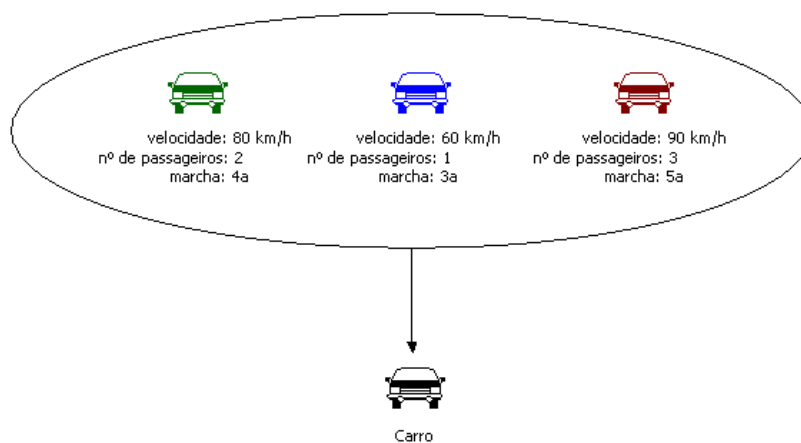 velocidade: 80 km/h
nº de passageiros: 2
marcha: 4a
velocidade: 60 km/h
nº de passageiros: 1
marcha: 3a
velocidade: 90 km/h
nº de passageiros: 3
marcha: 5a
Carro